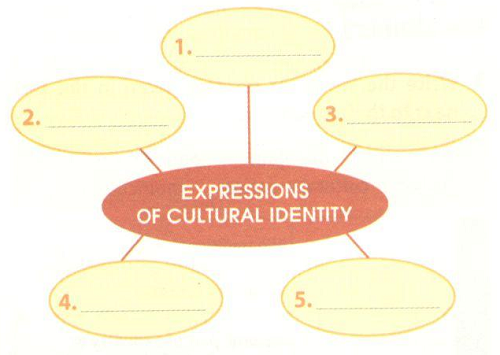 1.
2.
3.
EXPRESSIONS
OF CULTURAL IDENTITY
4.
5.